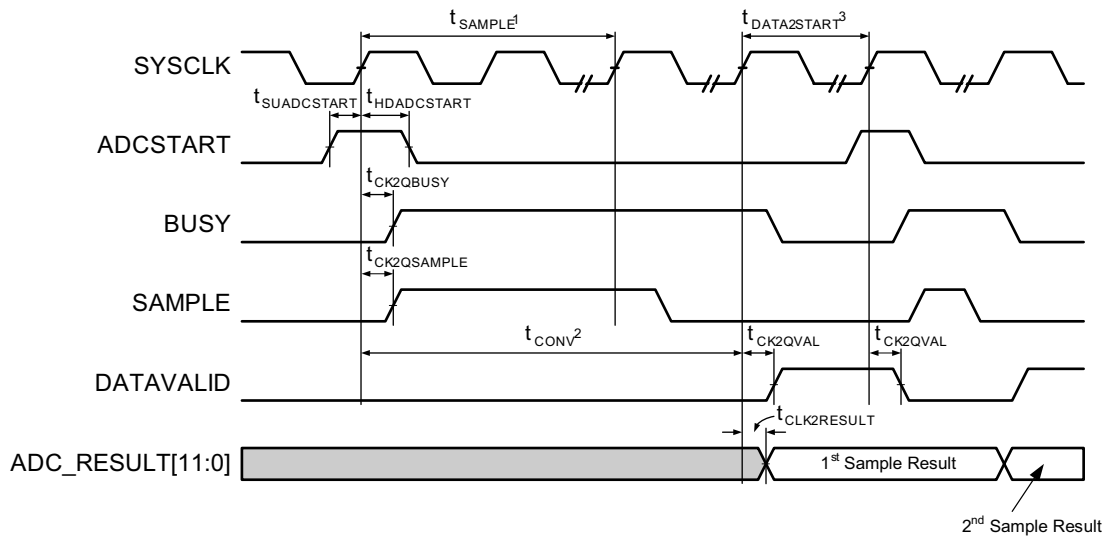 tSAMPLE1
tDATA2START3
SYSCLK
tSUADCSTART tHDADCSTART
ADCSTART
tCK2QBUSY
BUSY
tCK2QSAMPLE
SAMPLE
tCONV2
tCK2QVAL
tCK2QVAL
DATAVALID
tCLK2RESULT
ADC_RESULT[11:0]
1st Sample Result
2nd Sample Result